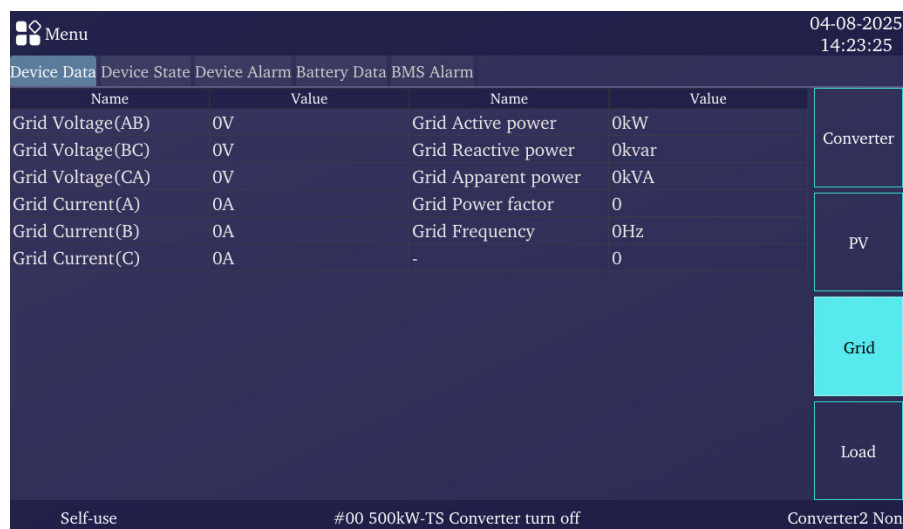 Menu
04-08-2025
14:23:25
Device Data Device State Device Alarm Battery Data BMS Alarm
Name Value Name Value
Grid Voltage(AB) 0V Grid Active power 0kW
Grid Voltage(BC) 0V Grid Reactive power 0kvar
Grid Voltage(CA) 0V Grid Apparent power 0kVA
Grid Current(A) 0A Grid Power factor 0
Grid Current(B) 0A Grid Frequency 0Hz
Grid Current(C) 0A - 0
Converter
PV
Grid
Load
Self-use #00 500kW-TS Converter turn off Converter2 Non